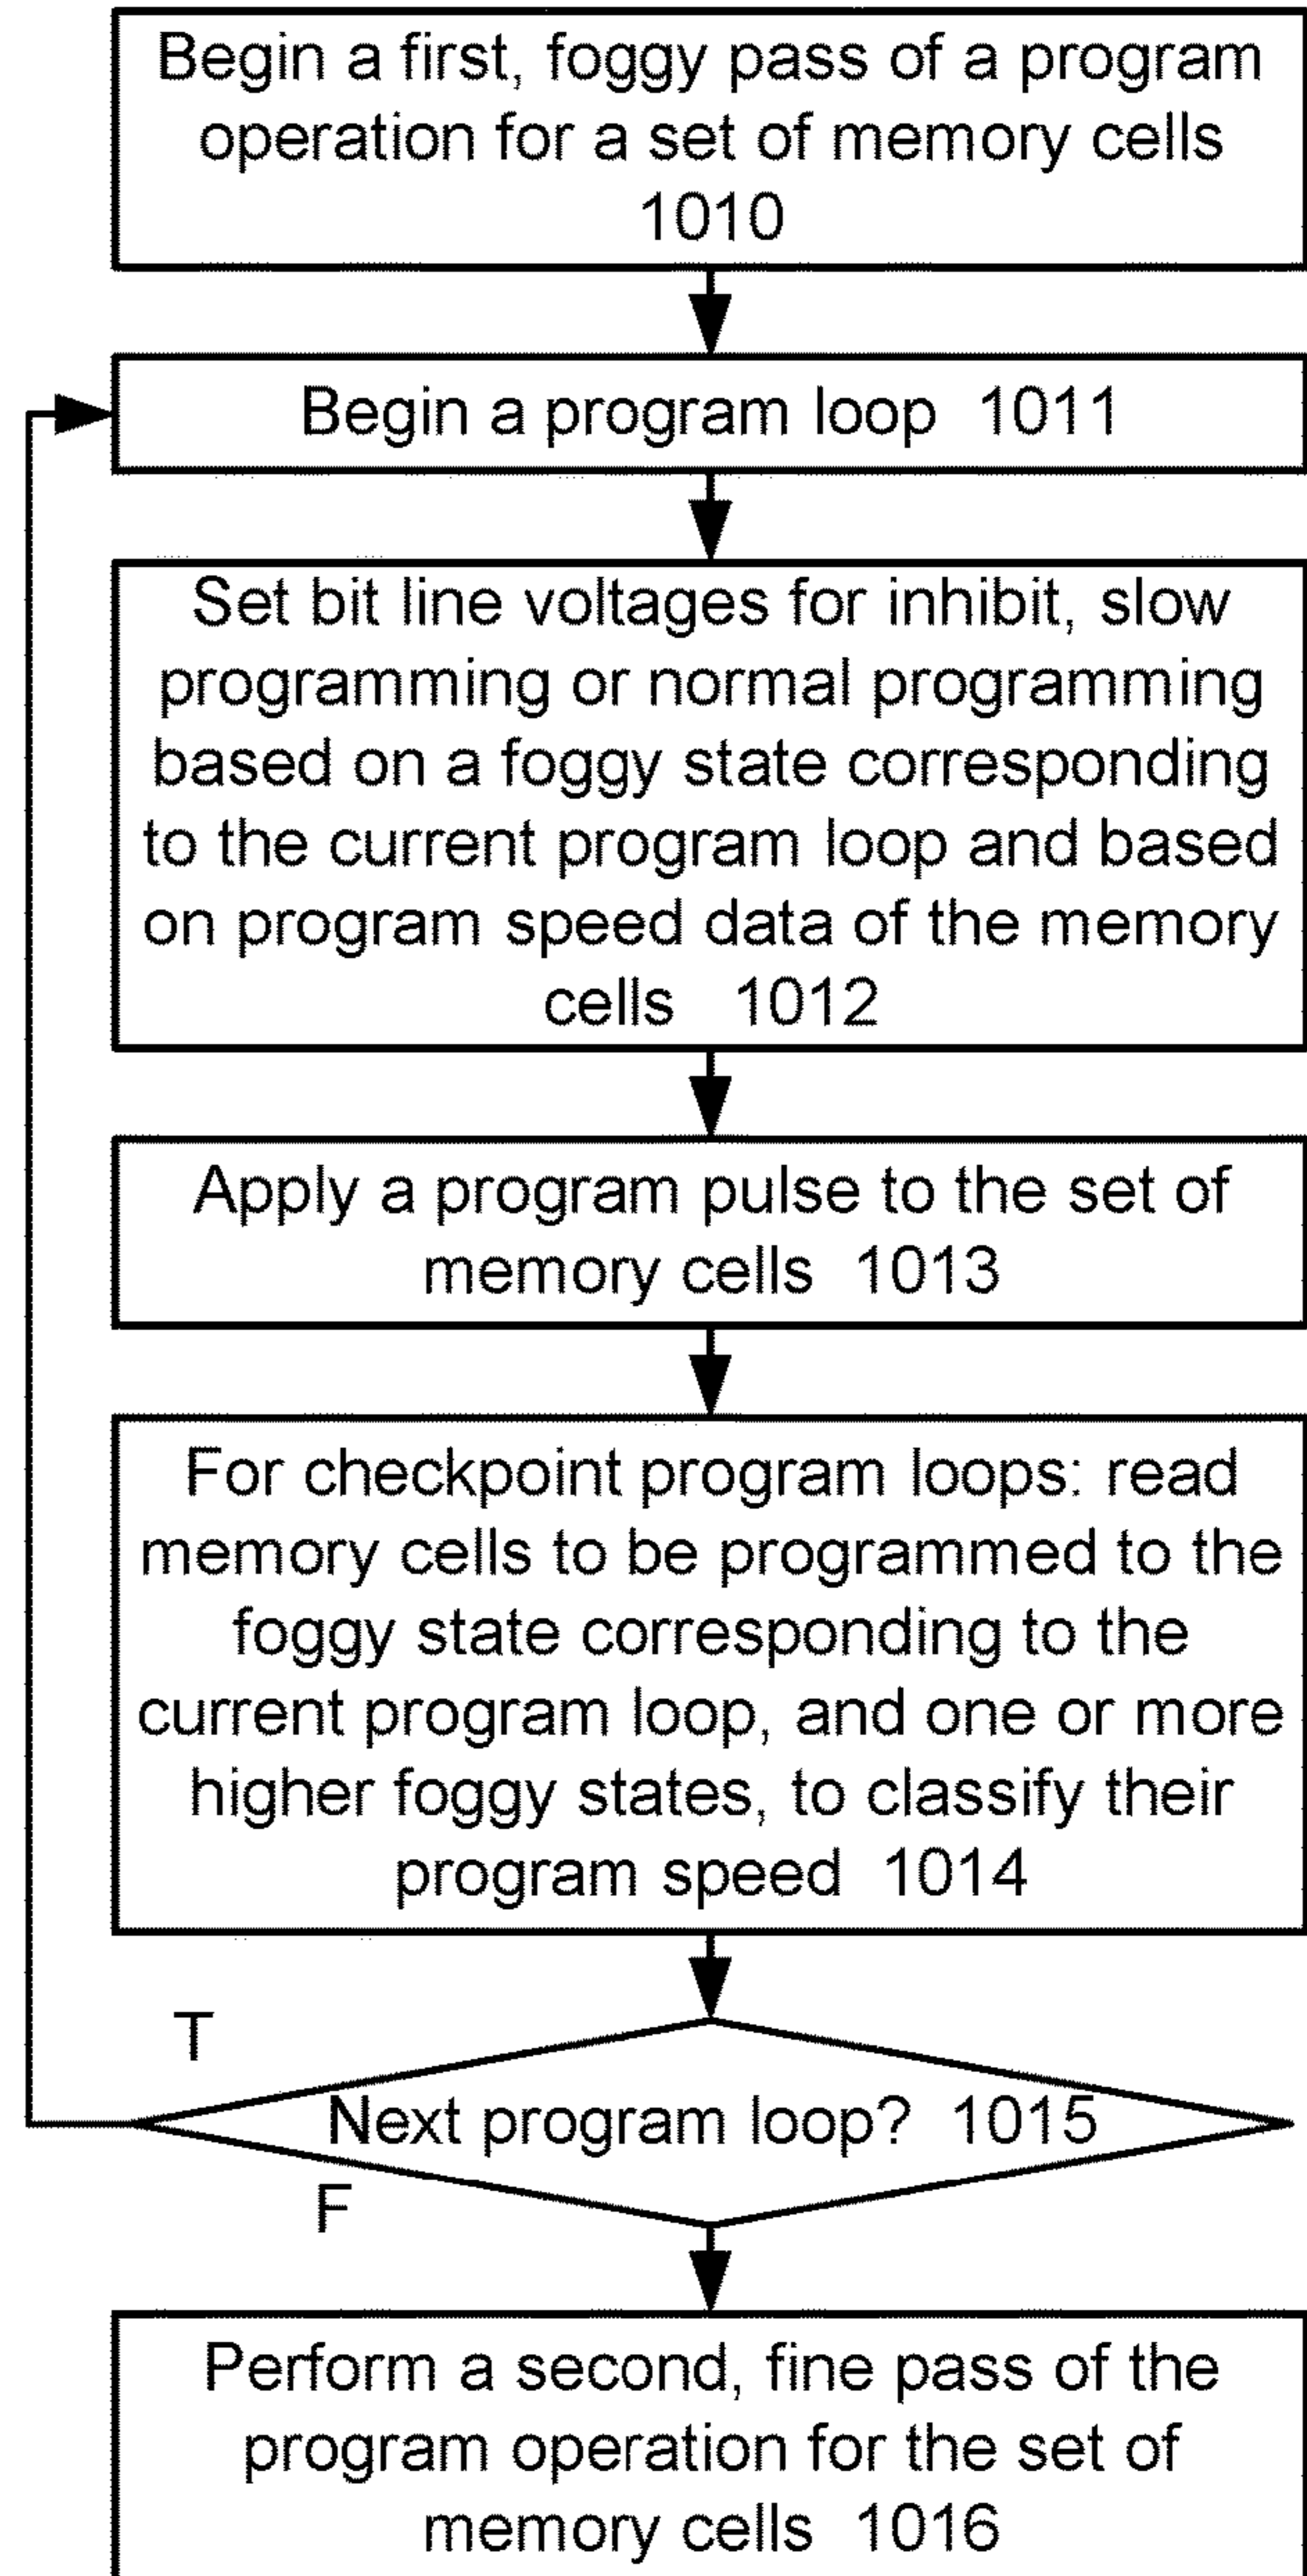 Begin a first, foggy pass of a program
operation for a set of memory cells
1010
Begin a program loop 1011
Set bit line voltages for inhibit, slow
programming or normal programming
based on a foggy state corresponding
to the current program loop and based
on program speed data of the memory
cells 1012
Apply a program pulse to the set of
memory cells 1013
For checkpoint program loops: read
memory cells to be programmed to the
foggy state corresponding to the
current program loop, and one or more
higher foggy states, to classify their
program speed 1014
T
Next program loop? 1015
F
Perform a second, fine pass of the
program operation for the set of
memory cells 1016